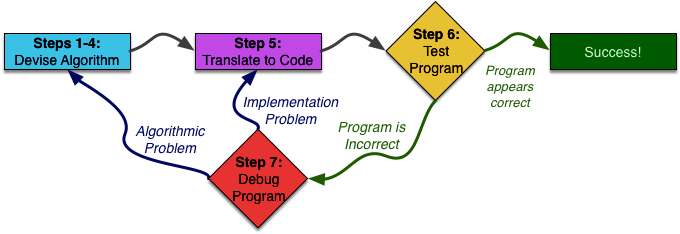 Steps 1-4:
Devise Algorithm
Step 5:
Translate to Code
Step 6:
Test
Program
Success!
Program
appears
correct
Implementation
Problem
Algorithmic
Problem
Program is
Incorrect
Step 7:
Debug
Program